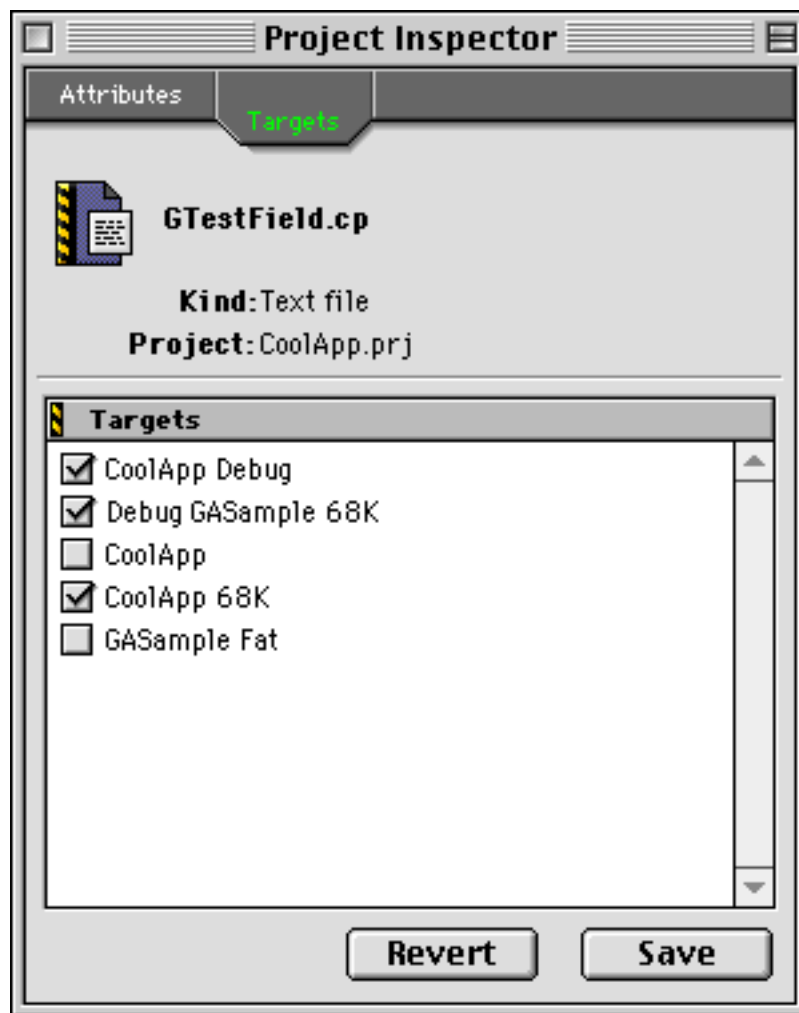 Project Inspector
Attributes
Targets
GTestField.cp
Kind:Text file
Project:CoolApp.prj
Targets
CoolApp Debug
Debug GASample 68K
CoolApp
CoolApp 68K
GASample Fat
Revert Save